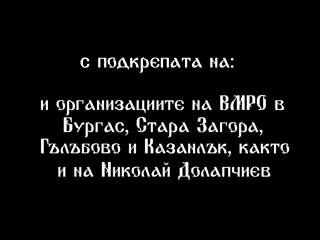 с подкрепата на:
и организациите на ВМРО в
Бургас, Стара Загора,
Гълъбово и Казанлък, както
и на Николай Долапчиев